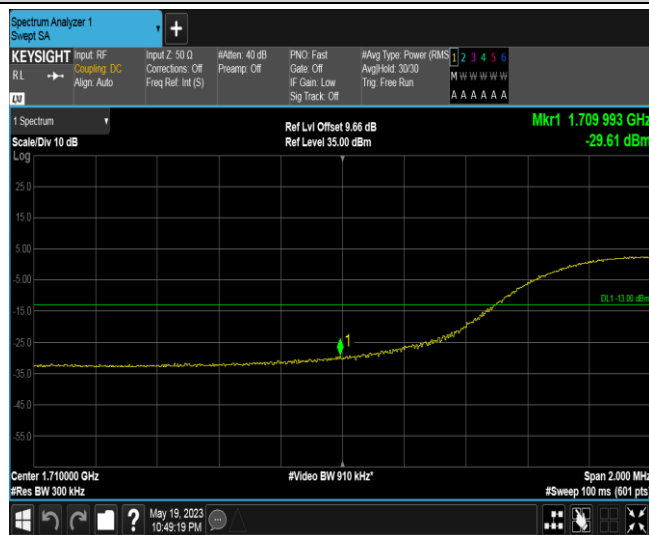 Spectrum Analyzer 1
Swept SA
+
KEYSIGHT Input: RF Input Z: 50 Ω #Atten: 40 dB PNO: Fast #Avg Type: Power (RMS 1 2 3 4 5 6
RL Coupling: DC Corrections: Off Preamp: Off Gate: Off Avg|Hold: 30/30 M W W W W W
Align: Auto Freq Ref: Int (S) IF Gain: Low Trig: Free Run
Sig Track: Off A A A A A A
LXI
1 Spectrum
Ref Lvl Offset 9.66 dB Mkr1 1.709 993 GHz
Scale/Div 10 dB Ref Level 35.00 dBm -29.61 dBm
Log
25.0
15.0
5.00
-5.00
DL1 -13.00 dBm
-15.0
1
-25.0
-35.0
-45.0
-55.0
Center 1.710000 GHz #Video BW 910 kHz* Span 2.000 MHz
#Res BW 300 kHz #Sweep 100 ms (601 pts)
? May 19, 2023
10:49:19 PM